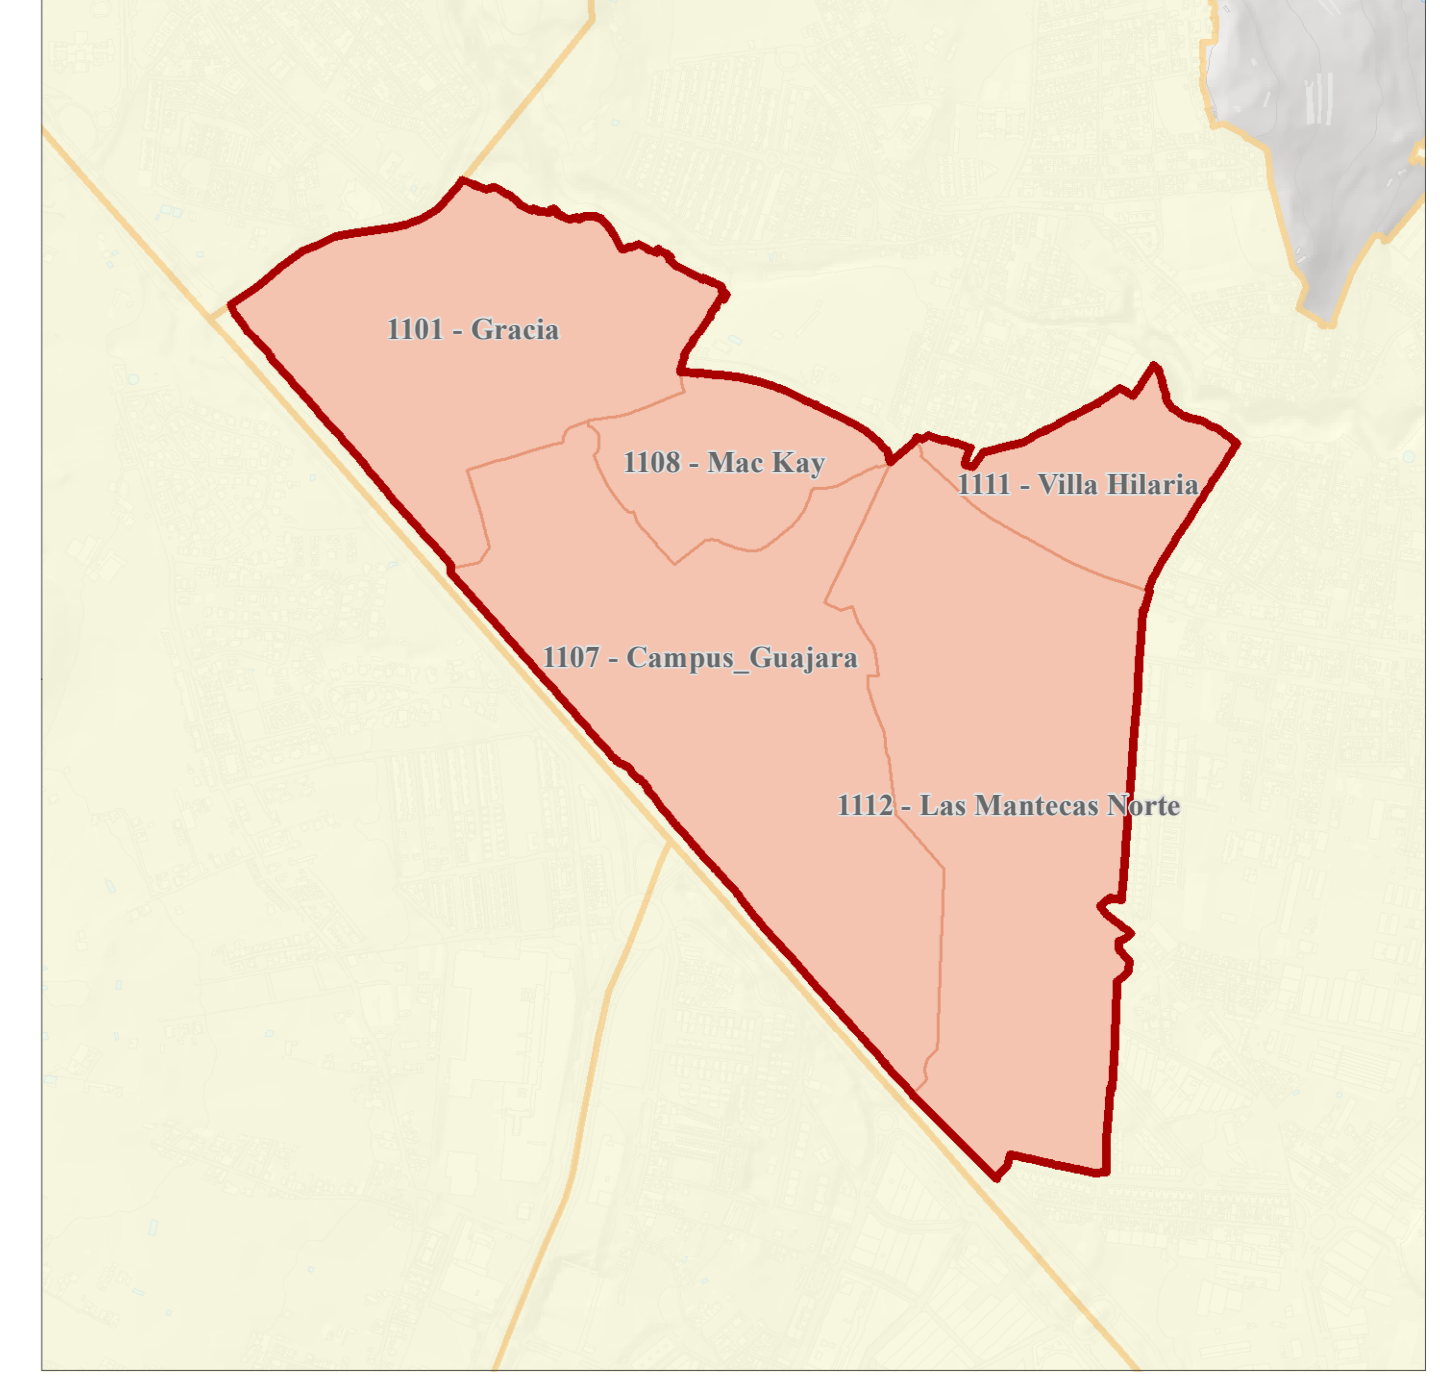 1101 - Gracia
1108 - Mac Kay
1111 - Villa Hilaria
1107 - Campus_Guajara
1112 - Las Mantecas Norte